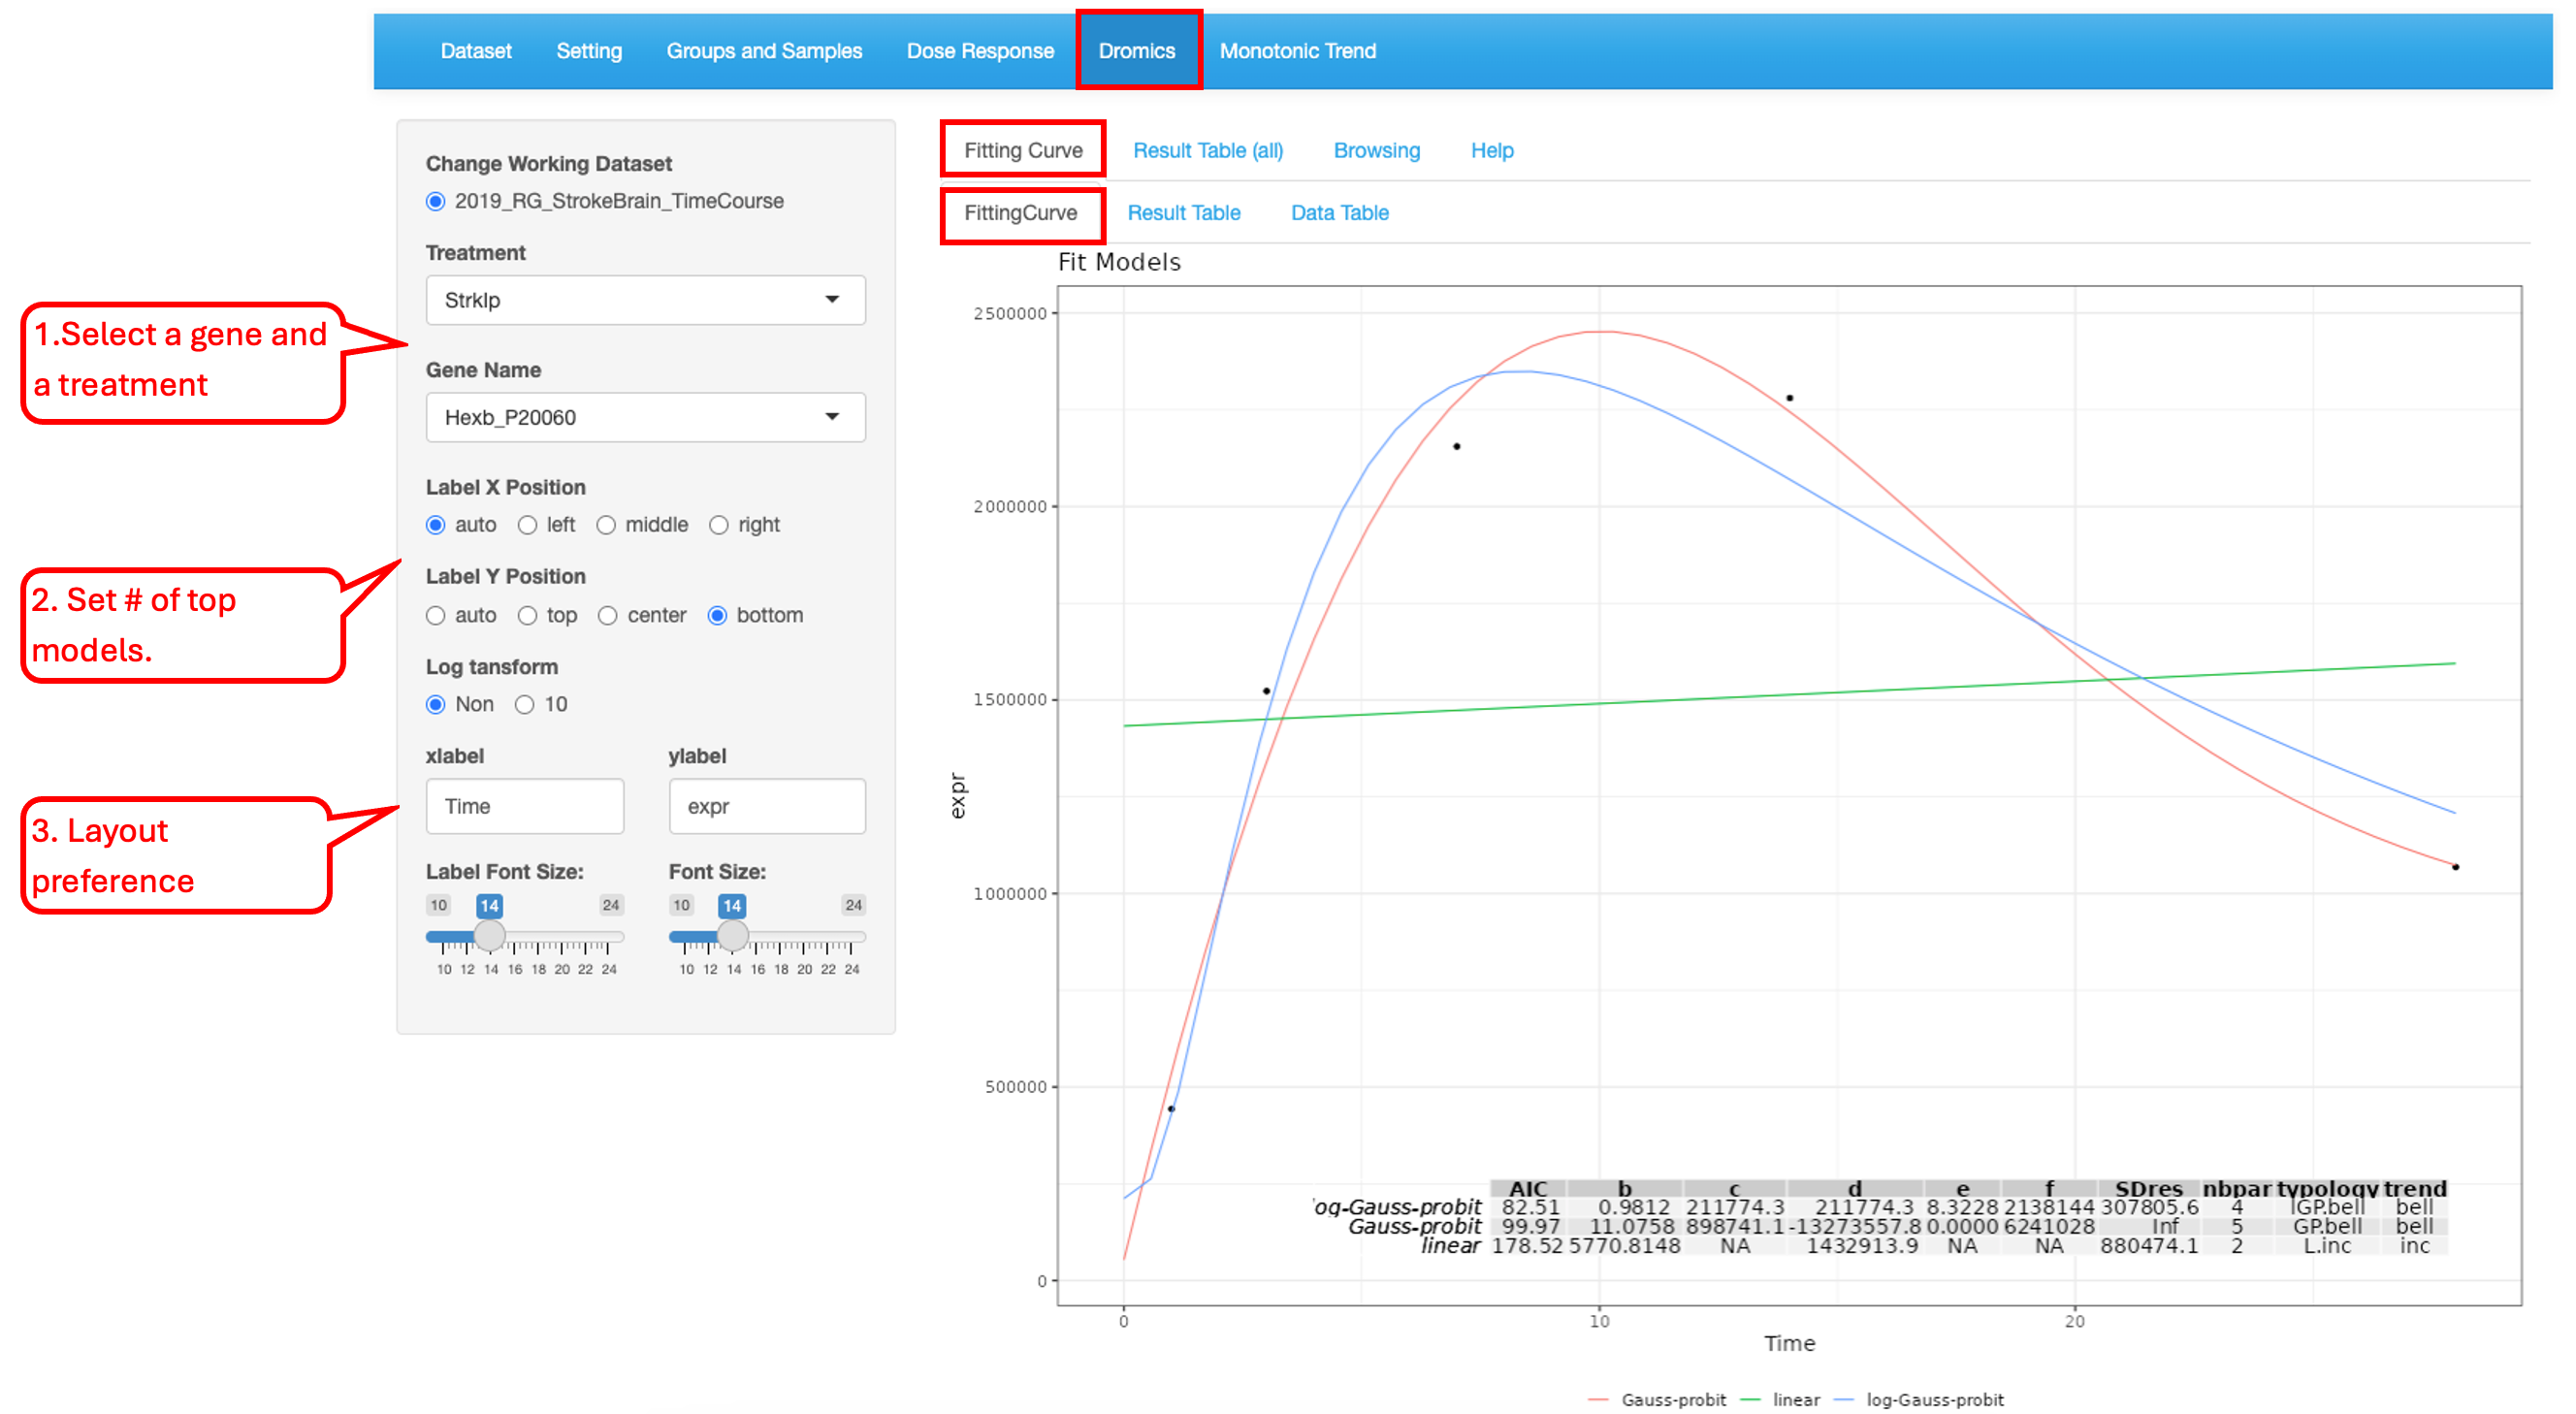 Dataset Setting Groups and Samples Dose Response Dromics Monotonic Trend
Change Working Dataset
2019_RG_StrokeBrain_TimeCourse
Treatment
StrkIp
Gene Name
Hexb_P20060
Label X Position
auto left middle right
Label Y Position
auto top center bottom
Log tansform
Non 10
xlabel ylabel
Time expr
Label Font Size: Font Size:
10 14 24 10 14 24
10 12 14 16 18 20 22 24 10 12 14 16 18 20 22 24
1.Select a gene and
a treatment
2. Set # of top
models.
3. Layout
preference
Fitting Curve Result Table (all) Browsing Help
FittingCurve Result Table Data Table
Fit Models
2500000
2000000
1500000
1000000
500000
0
expr
AIC b c d e f SDres nbpar typology trend
log-Gauss-probit 82.51 0.9812 211774.3 211774.3 8.3228 2138144 307805.6 4 lGP.bell bell
Gauss-probit 99.97 11.0758 898741.1 -13273557.8 0.0000 6241028 Inf 5 GP.bell bell
linear 178.52 5770.8148 NA 1432913.9 NA NA 880474.1 2 L.inc inc
0 10 20
Time
Gauss-probit linear log-Gauss-probit